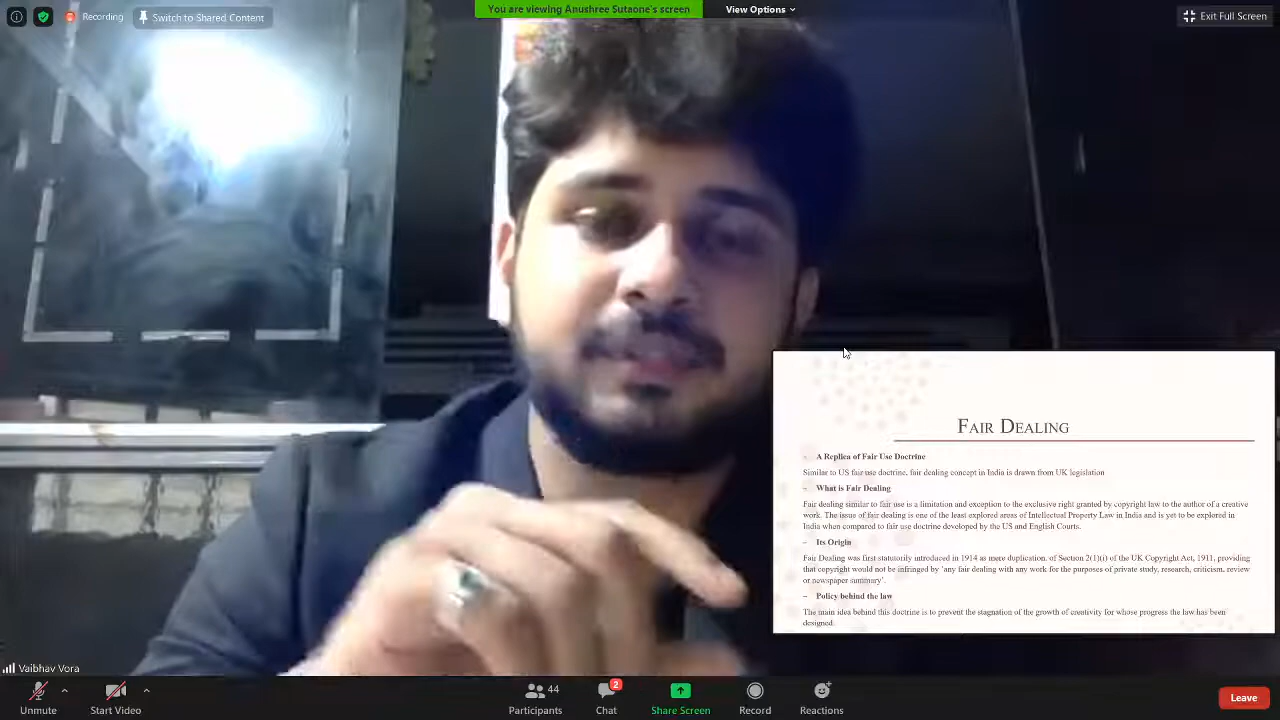 You are viewing Anushree Sutaone's screen
View Options
Recording
Switch to Shared Content
Exit Full Screen
FAIR DEALING
– A Replica of Fair Use Doctrine
Similar to US fair use doctrine, fair dealing concept in India is drawn from UK legislation
– What is Fair Dealing
Fair dealing similar to fair use is a limitation and exception to the exclusive right granted by copyright law to the author of a creative
work. The issue of fair dealing is one of the least explored areas of Intellectual Property Law in India and is yet to be explored in
India when compared to fair use doctrine developed by the US and English Courts.
– Its Origin
Fair Dealing was first statutorily introduced in 1914 as mere duplication. of Section 2(1)(i) of the UK Copyright Act, 1911, providing
that copyright would not be infringed by 'any fair dealing with any work for the purposes of private study, research, criticism, review
or newspaper summary'.
– Policy behind the law
The main idea behind this doctrine is to prevent the stagnation of the growth of creativity for whose progress the law has been
designed.
Vaibhav Vora
Unmute
Start Video
44
Participants
2
Chat
Share Screen
Record
Reactions
Leave